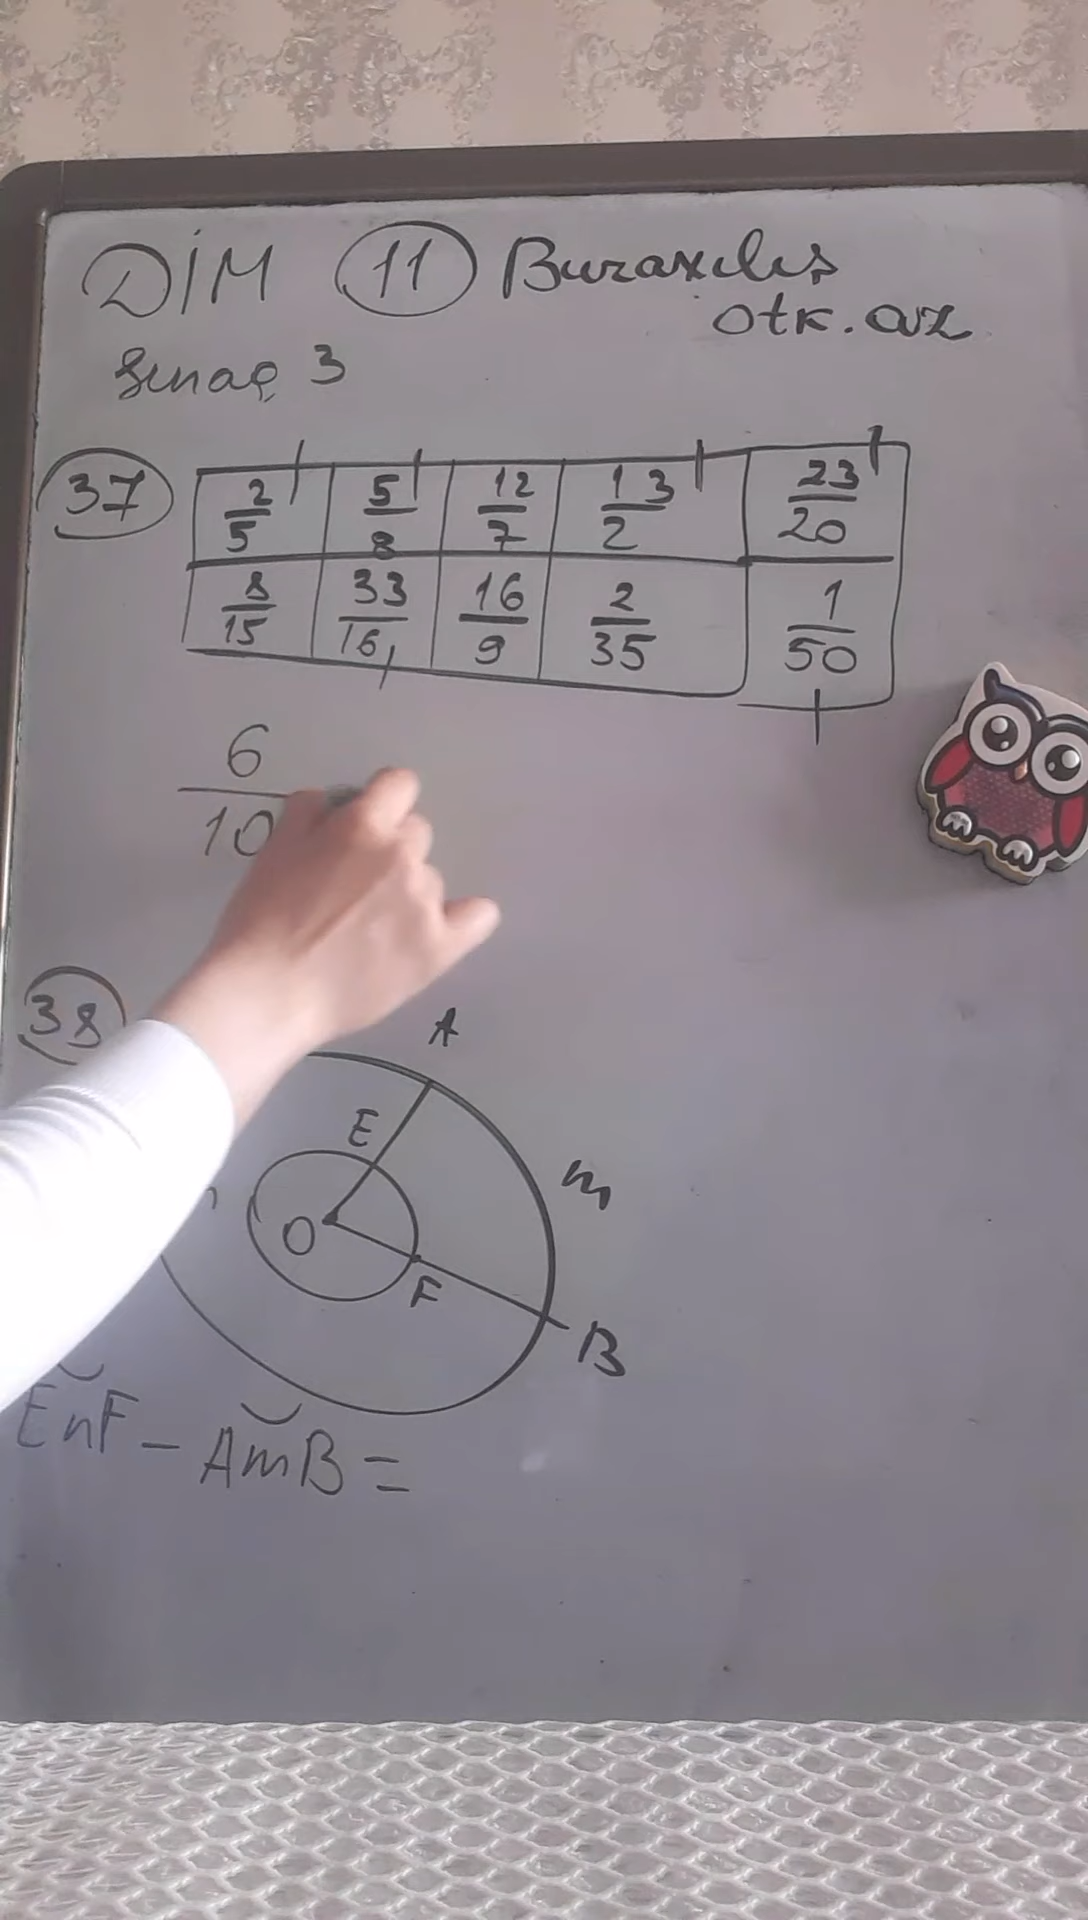 DİM 11 Buraxılış
otk.az
Sınaq 3
37
2/5 5/8 12/7 13/2 23/20
8/15 33/16 16/9 2/35 1/50
6/10
38
A
E
m
n
O
F
B
EnF - AmB =